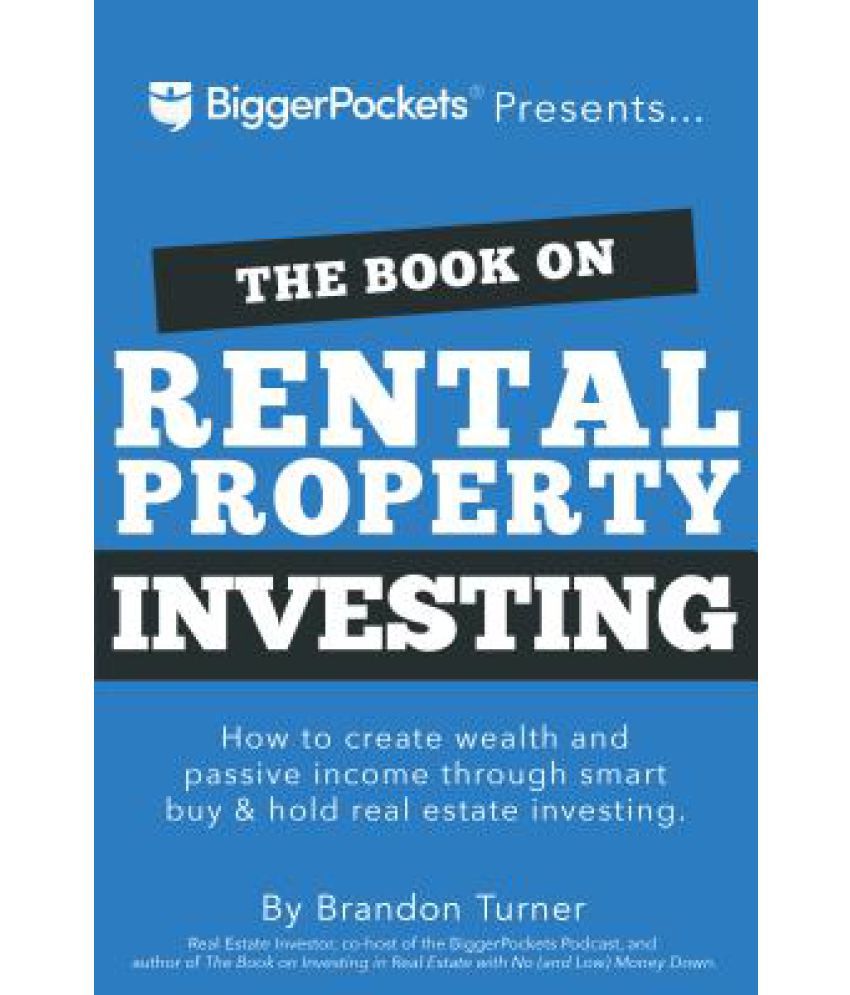 BiggerPockets® Presents...
THE BOOK ON
RENTAL
PROPERTY
INVESTING
How to create wealth and
passive income through smart
buy & hold real estate investing.
By Brandon Turner
Real Estate Investor, co-host of the BiggerPockets Podcast, and
author of The Book on Investing in Real Estate with No (and Low) Money Down.